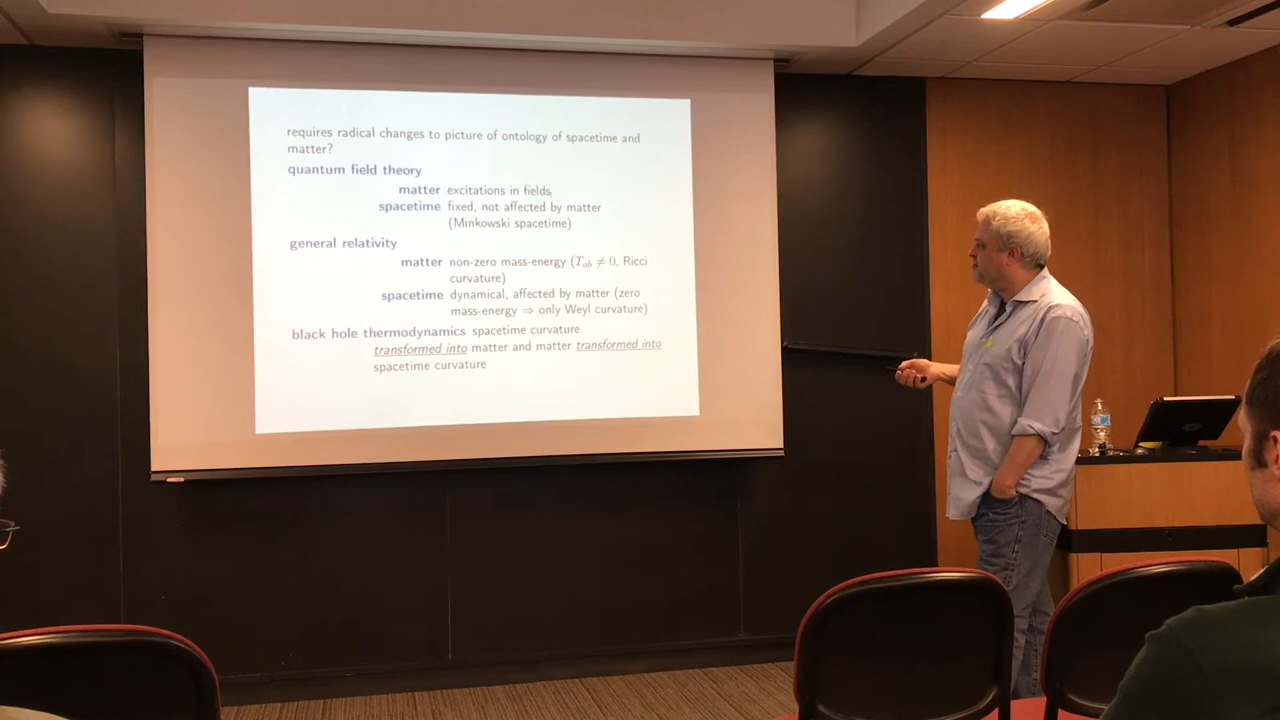 requires radical changes to picture of ontology of spacetime and
matter?
quantum field theory
matter excitations in fields
spacetime fixed, not affected by matter
(Minkowski spacetime)
general relativity
matter non-zero mass-energy (T_{ab} ≠ 0, Ricci
curvature)
spacetime dynamical, affected by matter (zero
mass-energy ⇒ only Weyl curvature)
black hole thermodynamics spacetime curvature
transformed into matter and matter transformed into
spacetime curvature